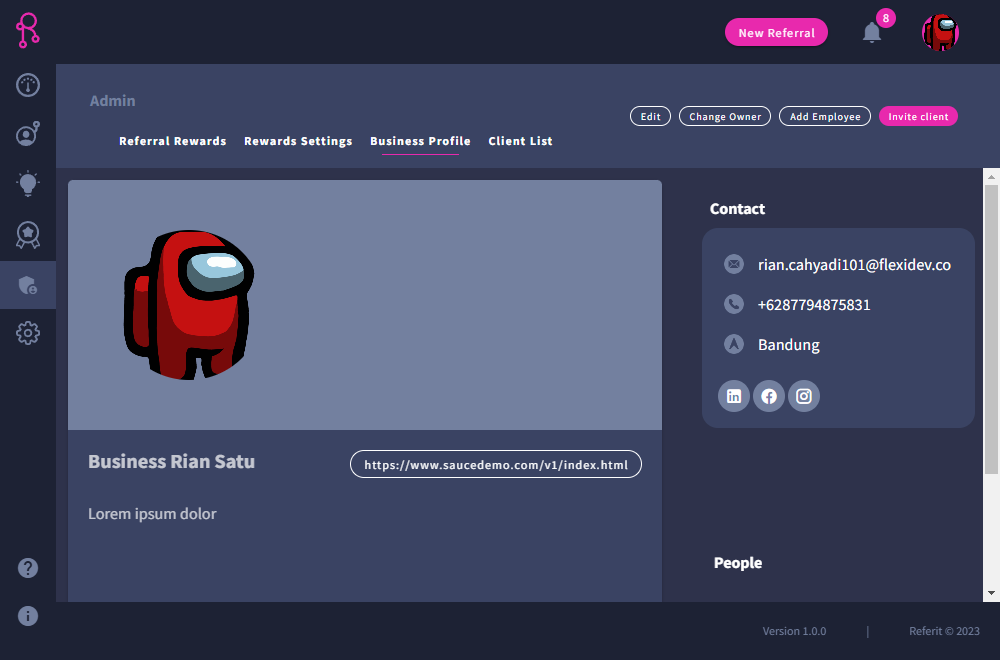 New Referral
8
Admin
Edit
Change Owner
Add Employee
Invite client
Referral Rewards
Rewards Settings
Business Profile
Client List
Contact
rian.cahyadi101@flexidev.co
+6287794875831
Bandung
Business Rian Satu
https://www.saucedemo.com/v1/index.html
Lorem ipsum dolor
People
Version 1.0.0 | Referit © 2023